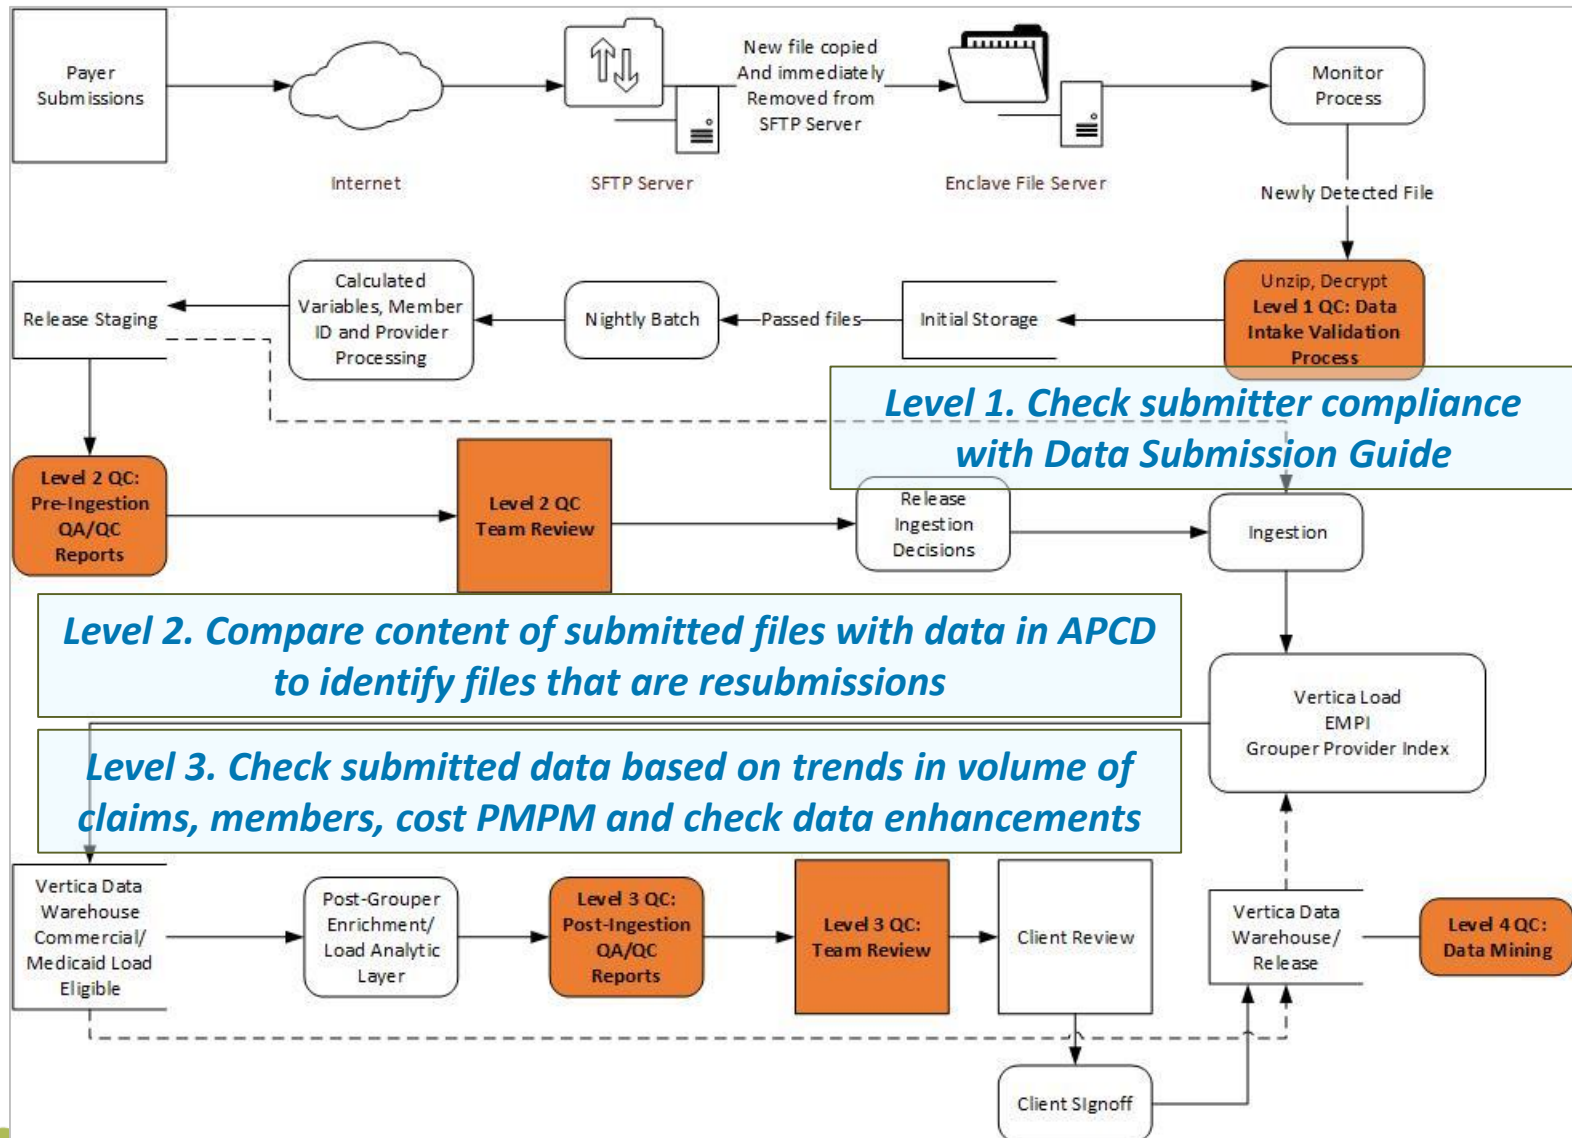 Payer
Submissions
Internet
SFTP Server
New file copied
And immediately
Removed from
SFTP Server
Enclave File Server
Monitor
Process
Newly Detected File
Unzip, Decrypt
Level 1 QC: Data
Intake Validation
Process
Initial Storage
Passed files
Nightly Batch
Calculated
Variables, Member
ID and Provider
Processing
Release Staging
Level 1. Check submitter compliance
with Data Submission Guide
Level 2 QC:
Pre-Ingestion
QA/QC
Reports
Level 2 QC
Team Review
Release
Ingestion
Decisions
Ingestion
Level 2. Compare content of submitted files with data in APCD
to identify files that are resubmissions
Vertica Load
EMPI
Grouper Provider Index
Level 3. Check submitted data based on trends in volume of
claims, members, cost PMPM and check data enhancements
Vertica Data
Warehouse
Commercial/
Medicaid Load
Eligible
Post-Grouper
Enrichment/
Load Analytic
Layer
Level 3 QC:
Post-Ingestion
QA/QC
Reports
Level 3 QC:
Team Review
Client Review
Vertica Data
Warehouse/
Release
Level 4 QC:
Data Mining
Client SIgnoff